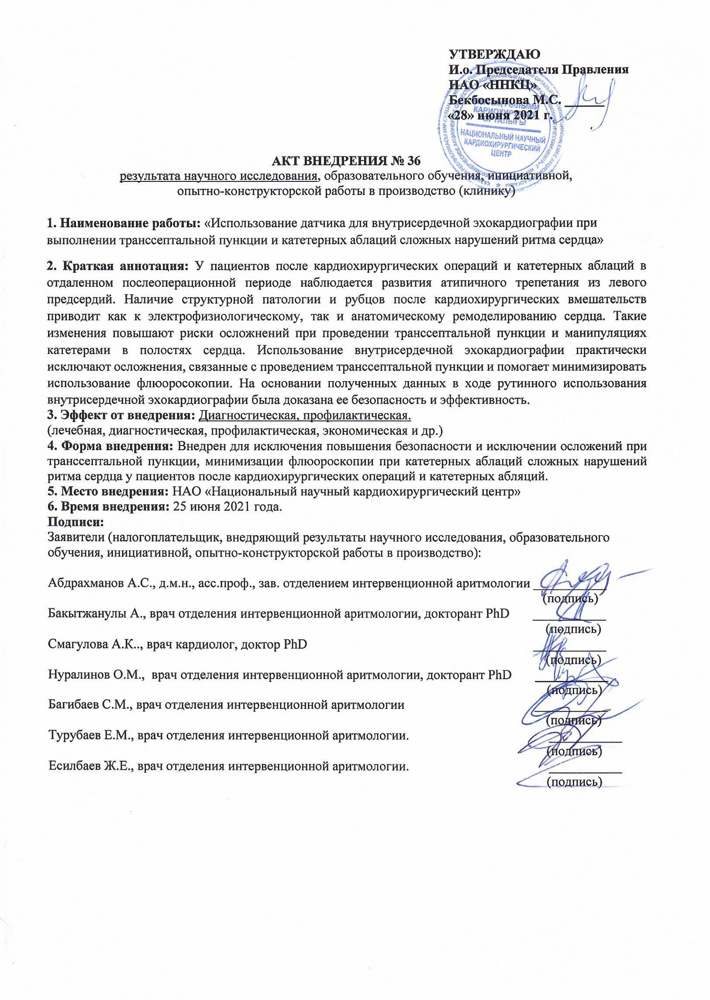 УТВЕРЖДАЮ
И.о. Председателя Правления
НАО «ННКЦ»
Бекбосынова М.С. ______
«28» июня 2021 г.
КАРДИОХИРУРГИЯ
ОРТАЛЫҒЫ
НАЦИОНАЛЬНЫЙ НАУЧНЫЙ
КАРДИОХИРУРГИЧЕСКИЙ
ЦЕНТР
АКТ ВНЕДРЕНИЯ № 36
результата научного исследования, образовательного обучения, инициативной,
опытно-конструкторской работы в производство (клинику)
1. Наименование работы: «Использование датчика для внутрисердечной эхокардиографии при
выполнении транссептальной пункции и катетерных аблаций сложных нарушений ритма сердца»
2. Краткая аннотация: У пациентов после кардиохирургических операций и катетерных аблаций в
отдаленном послеоперационной периоде наблюдается развития атипичного трепетания из левого
предсердий. Наличие структурной патологии и рубцов после кардиохирургических вмешательств
приводит как к электрофизиологическому, так и анатомическому ремоделированию сердца. Такие
изменения повышают риски осложнений при проведении транссептальной пункции и манипуляциях
катетерами в полостях сердца. Использование внутрисердечной эхокардиографии практически
исключают осложнения, связанные с проведением транссептальной пункции и помогает минимизировать
использование флюоросокопии. На основании полученных данных в ходе рутинного использования
внутрисердечной эхокардиографии была доказана ее безопасность и эффективность.
3. Эффект от внедрения: Диагностическая, профилактическая.
(лечебная, диагностическая, профилактическая, экономическая и др.)
4. Форма внедрения: Внедрен для исключения повышения безопасности и исключении осложений при
транссептальной пункции, минимизации флюороскопии при катетерных аблаций сложных нарушений
ритма сердца у пациентов после кардиохирургических операций и катетерных абляций.
5. Место внедрения: НАО «Национальный научный кардиохирургический центр»
6. Время внедрения: 25 июня 2021 года.
Подписи:
Заявители (налогоплательщик, внедряющий результаты научного исследования, образовательного
обучения, инициативной, опытно-конструкторской работы в производство):
Абдрахманов А.С., д.м.н., асс.проф., зав. отделением интервенционной аритмологии ___________
(подпись)
Бакытжанулы А., врач отделения интервенционной аритмологии, докторант PhD ___________
(подпись)
Смагулова А.К.., врач кардиолог, доктор PhD ___________
(подпись)
Нуралинов О.М., врач отделения интервенционной аритмологии, докторант PhD ___________
(подпись)
Багибаев С.М., врач отделения интервенционной аритмологии ___________
(подпись)
Турубаев Е.М., врач отделения интервенционной аритмологии. ___________
(подпись)
Есилбаев Ж.Е., врач отделения интервенционной аритмологии. ___________
(подпись)